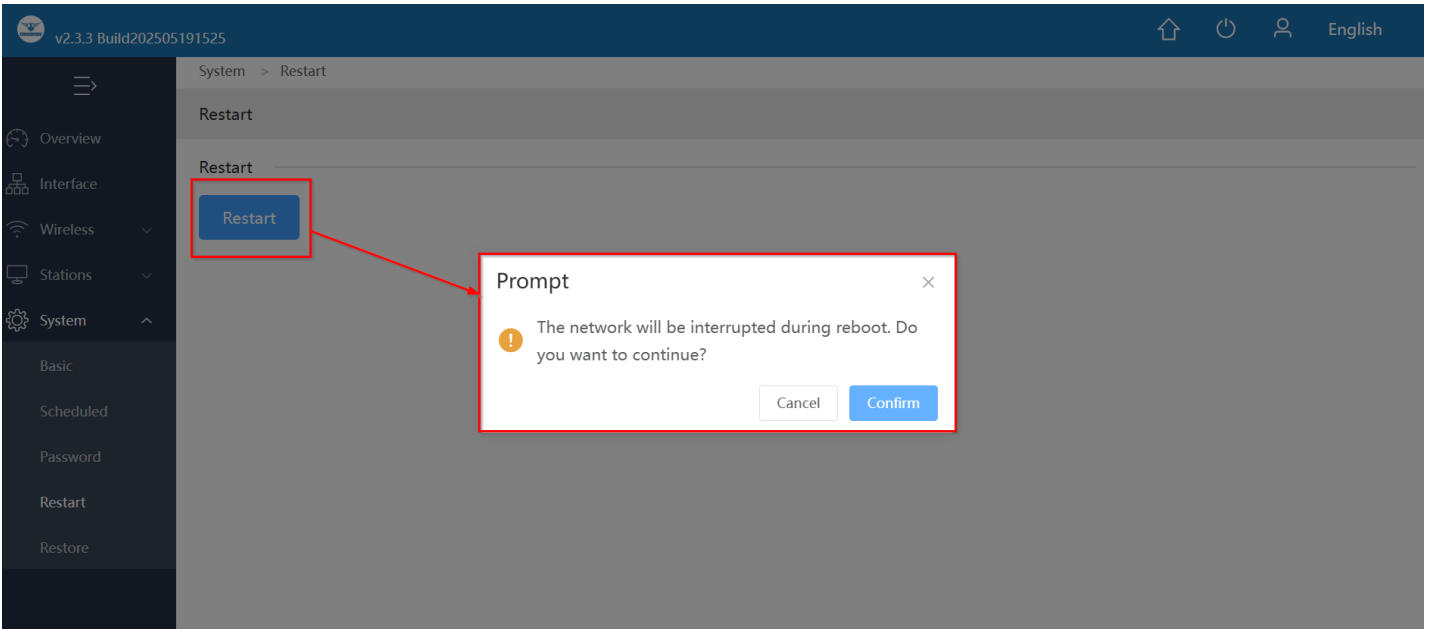 v2.3.3 Build202505191525
English
System > Restart
Restart
Overview
Interface
Wireless
Stations
System
Basic
Scheduled
Password
Restart
Restore
Restart
Restart
Prompt
The network will be interrupted during reboot. Do
you want to continue?
Cancel Confirm